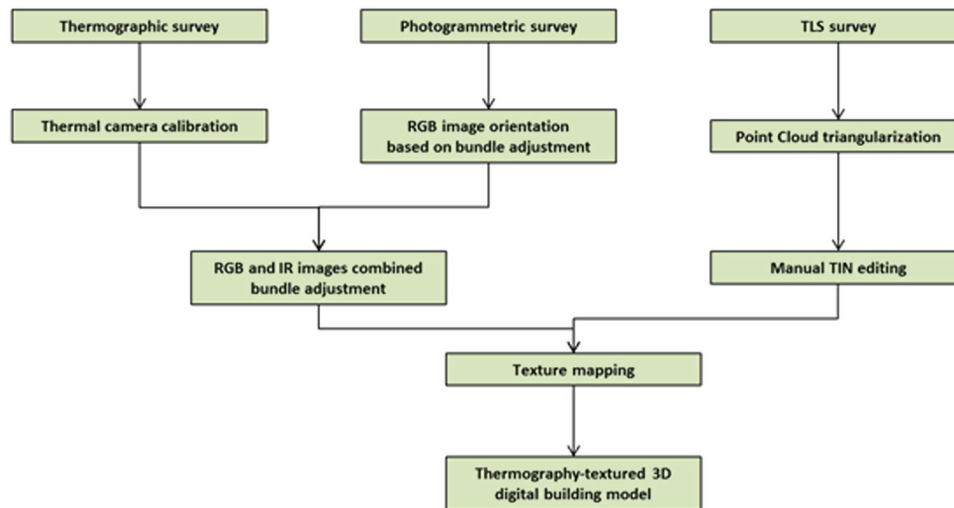 Thermographic survey
Photogrammetric survey
TLS survey
Thermal camera calibration
RGB image orientation
based on bundle adjustment
Point Cloud triangularization
RGB and IR images combined
bundle adjustment
Manual TIN editing
Texture mapping
Thermography-textured 3D
digital building model